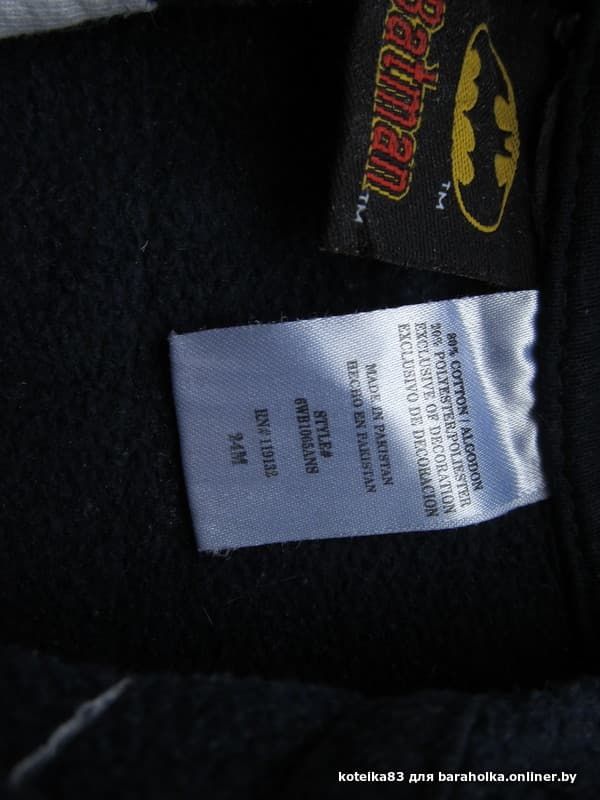 Batman
TM
TM
80% COTTON / ALGODON
20% POLYESTER/POLIESTER
EXCLUSIVE OF DECORATION
EXCLUSIVO DE DECORACION
MADE IN PAKISTAN
HECHO EN PAKISTAN
STYLE#
6WB1065ANS
RN# 119132
24M
koteika83 для baraholka.onliner.by